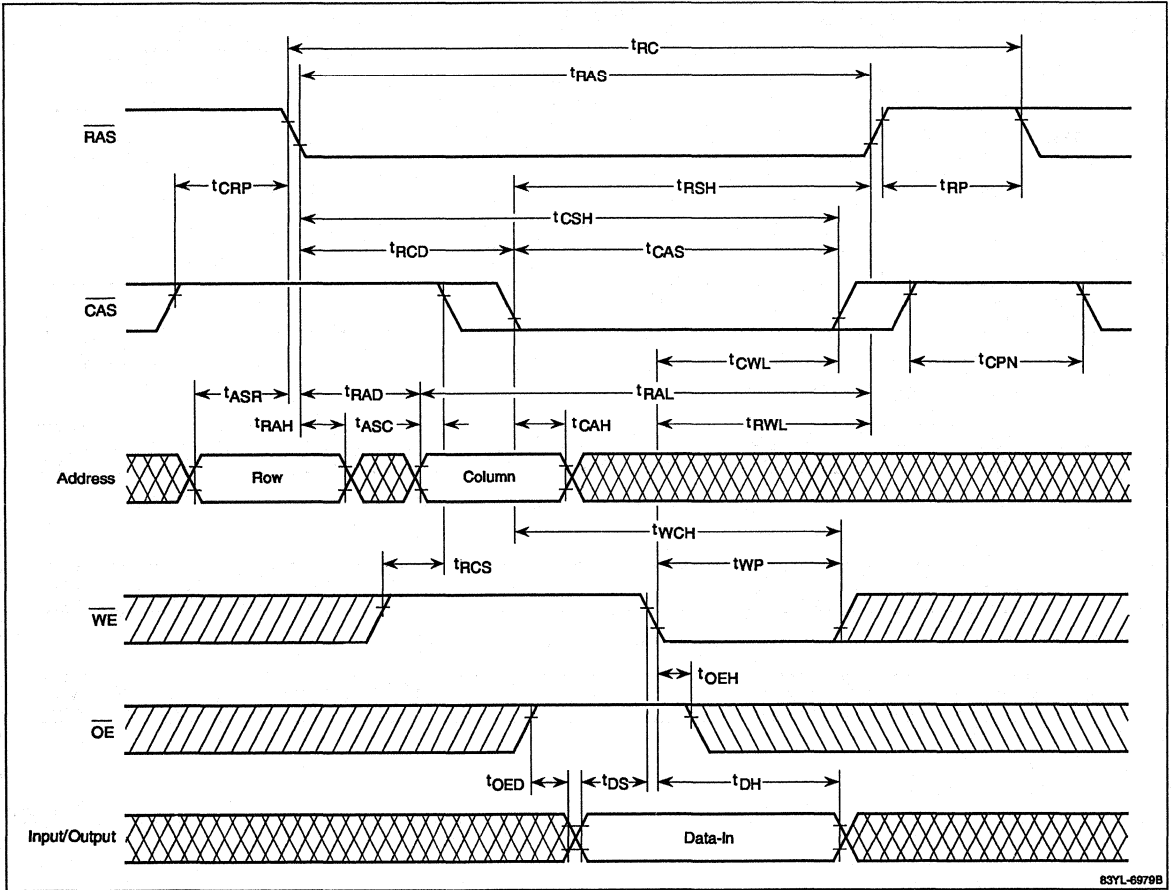 tRC
tRAS
RAS
tCRP
tRSH
tRP
tCSH
tRCD
tCAS
CAS
tCWL
tCPN
tASR
tRAD
tRAL
tRAH
tASC
tCAH
tRWL
Address
Row
Column
tWCH
tRCS
tWP
WE
tOEH
OE
tOED
tDS
tDH
Input/Output
Data-In
83YL-6979B